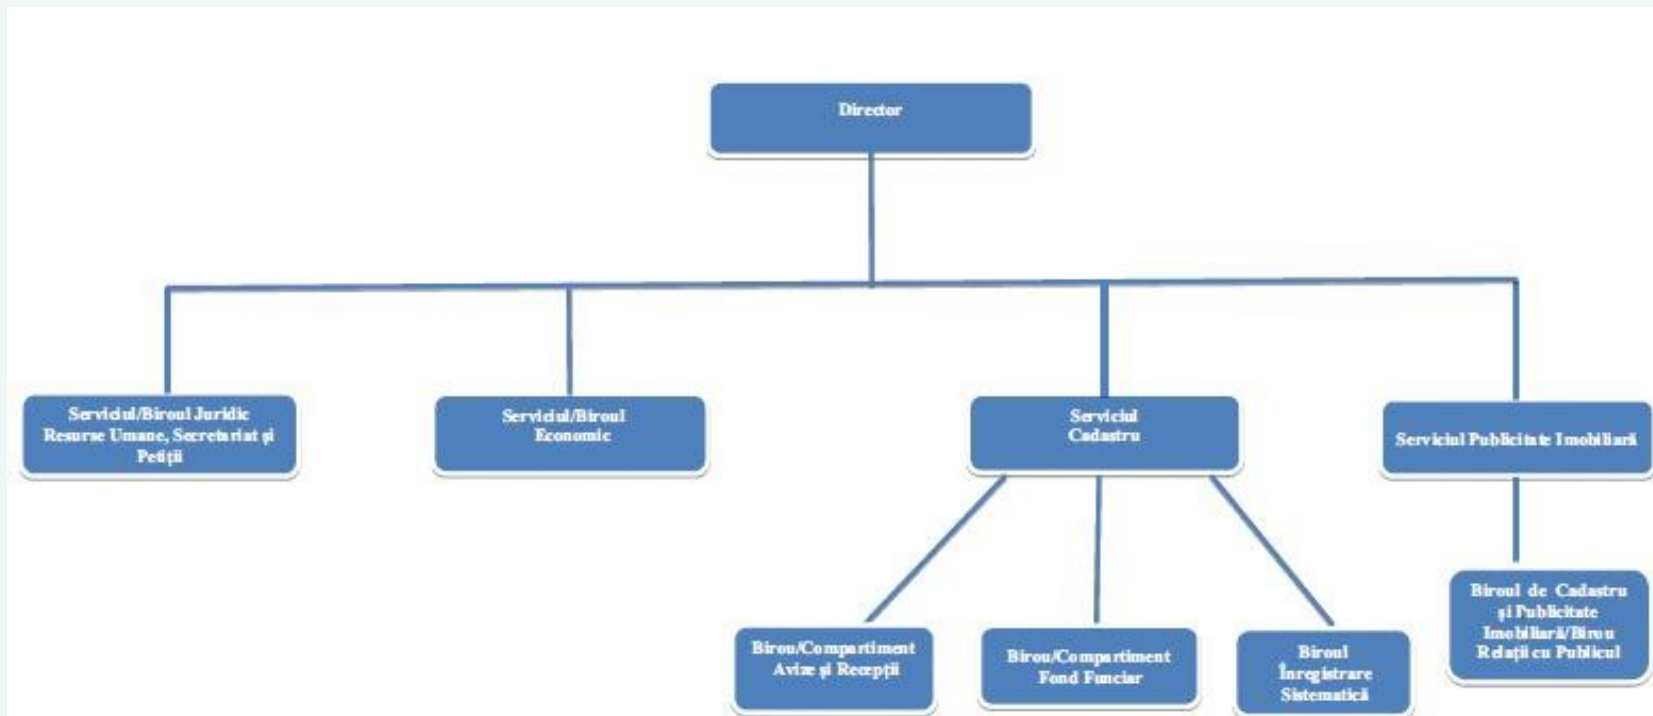 Director
Serviciul/Biroul Juridic
Resurse Umane, Secretariat și
Petiții
Serviciul/Biroul
Economic
Serviciul
Cadastru
Serviciul Publicitate Imobiliară
Birou/Compartiment
Avize și Recepții
Birou/Compartiment
Fond Funciar
Biroul
Înregistrare
Sistematică
Biroul de Cadastru
și Publicitate
Imobiliară/Birou
Relații cu Publicul